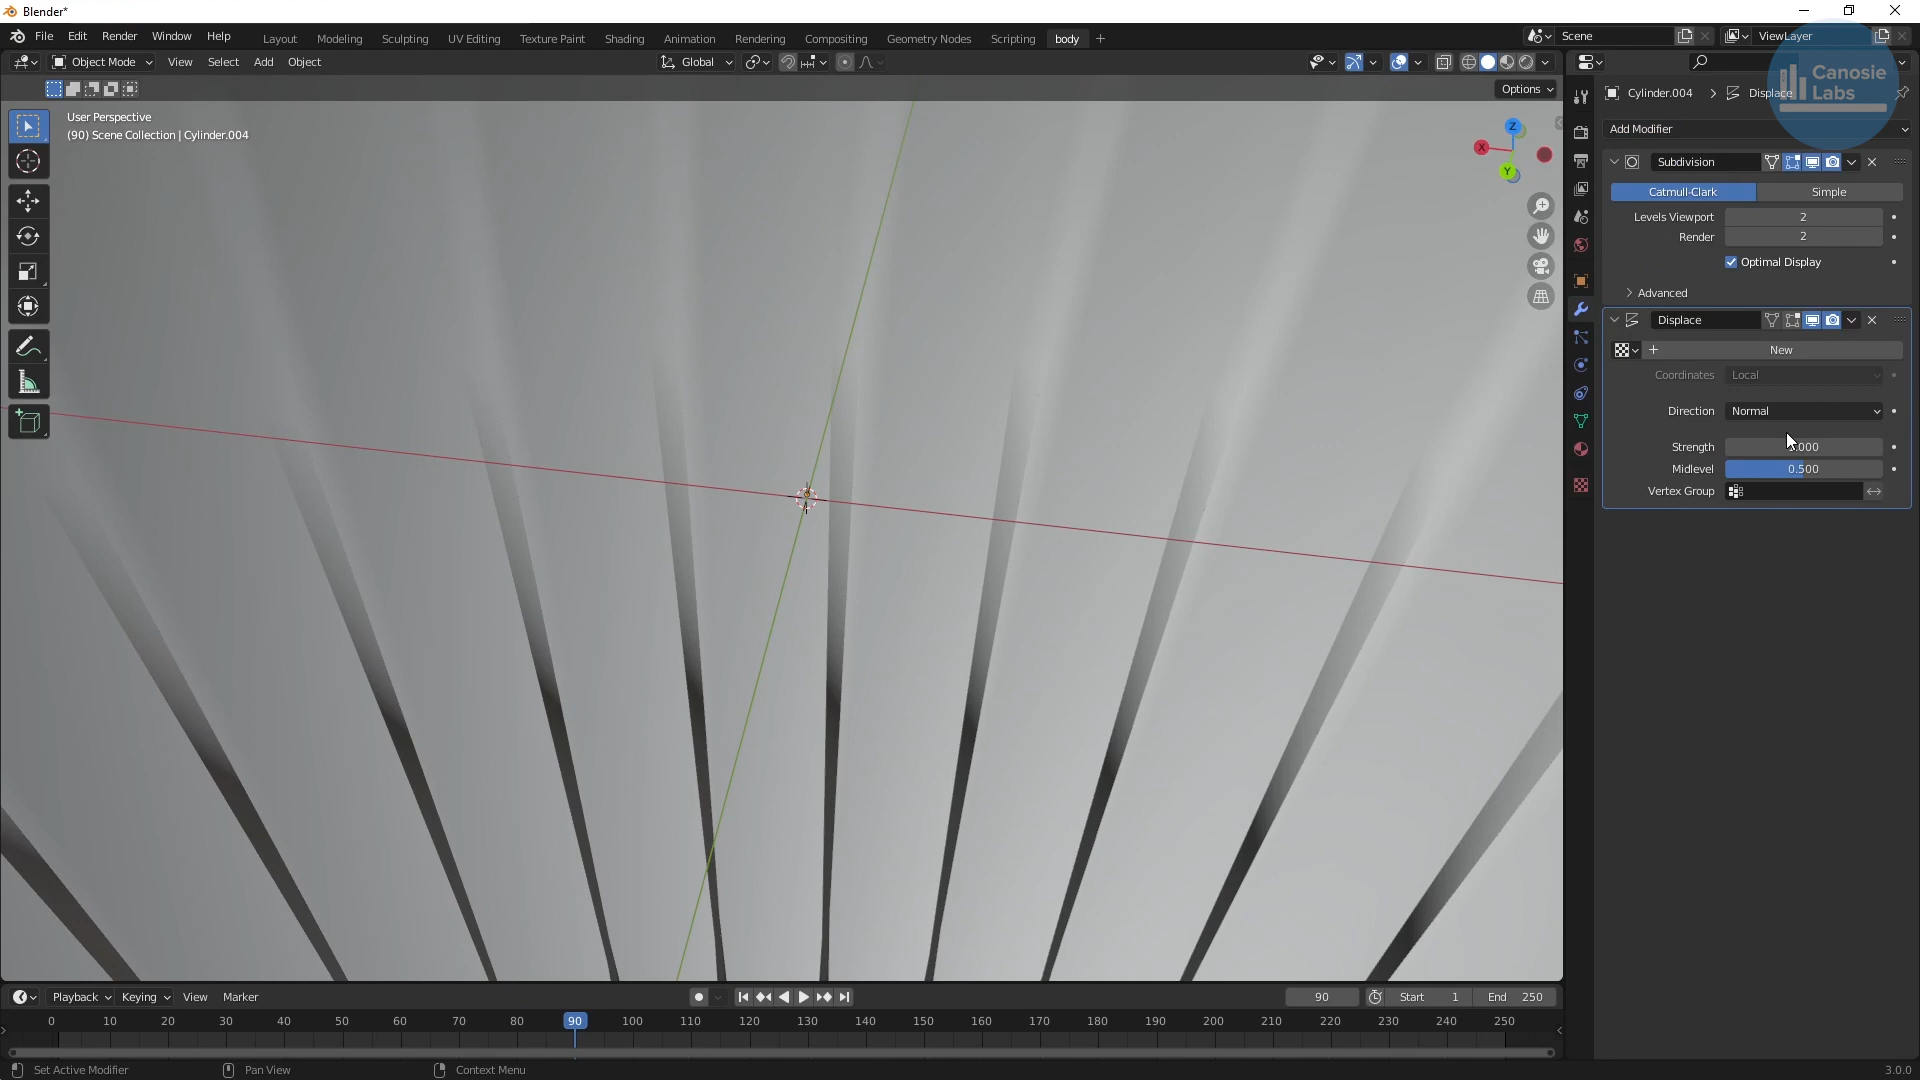 Blender*
File Edit Render Window Help Layout Modeling Sculpting UV Editing Texture Paint Shading Animation Rendering Compositing Geometry Nodes Scripting body + Scene ViewLayer
Object Mode View Select Add Object Global
Options
User Perspective
(90) Scene Collection | Cylinder.004
Z
X
Y
Canosie
Labs
Cylinder.004 > Displace
Add Modifier
Subdivision
Catmull-Clark Simple
Levels Viewport 2
Render 2
Optimal Display
Advanced
Displace
New
Coordinates Local
Direction Normal
Strength .000
Midlevel 0.500
Vertex Group
Playback Keying View Marker 90 Start 1 End 250
0 10 20 30 40 50 60 70 80 90 100 110 120 130 140 150 160 170 180 190 200 210 220 230 240 250
Set Active Modifier Pan View Context Menu 3.0.0